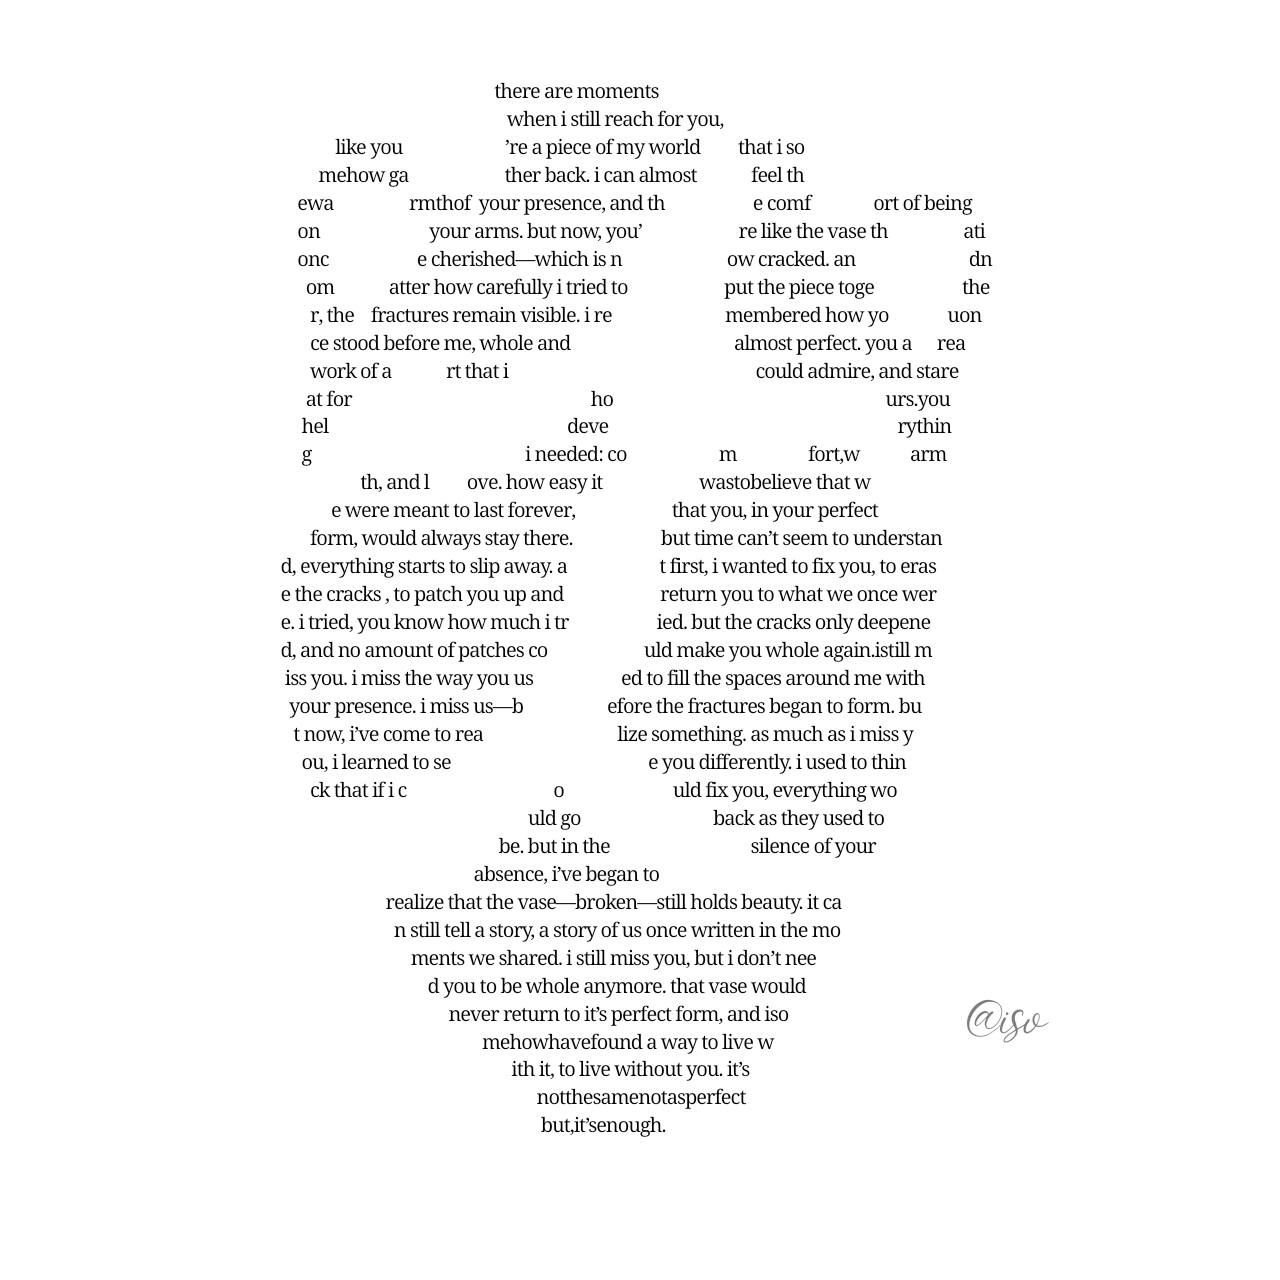 there are moments
when i still reach for you,
like you ’re a piece of my world that i so
mehow ga ther back. i can almost feel th
ewa rmthof your presence, and th e comf ort of being
on your arms. but now, you’ re like the vase th ati
onc e cherished—which is n ow cracked. an dn
om atter how carefully i tried to put the piece toge the
r, the fractures remain visible. i re membered how yo uon
ce stood before me, whole and almost perfect. you a rea
work of a rt that i could admire, and stare
at for ho urs.you
hel deve rythin
g i needed: co m fort,w arm
th, and l ove. how easy it wastobelieve that w
e were meant to last forever, that you, in your perfect
form, would always stay there. but time can’t seem to understan
d, everything starts to slip away. a t first, i wanted to fix you, to eras
e the cracks , to patch you up and return you to what we once wer
e. i tried, you know how much i tr ied. but the cracks only deepene
d, and no amount of patches co uld make you whole again.istill m
iss you. i miss the way you us ed to fill the spaces around me with
your presence. i miss us—b efore the fractures began to form. bu
t now, i’ve come to rea lize something. as much as i miss y
ou, i learned to se e you differently. i used to thin
ck that if i c o uld fix you, everything wo
uld go back as they used to
be. but in the silence of your
absence, i’ve began to
realize that the vase—broken—still holds beauty. it ca
n still tell a story, a story of us once written in the mo
ments we shared. i still miss you, but i don’t nee
d you to be whole anymore. that vase would
never return to it’s perfect form, and iso
mehowhavefound a way to live w
ith it, to live without you. it’s
notthesamenotasperfect
but,it’senough.
@iso